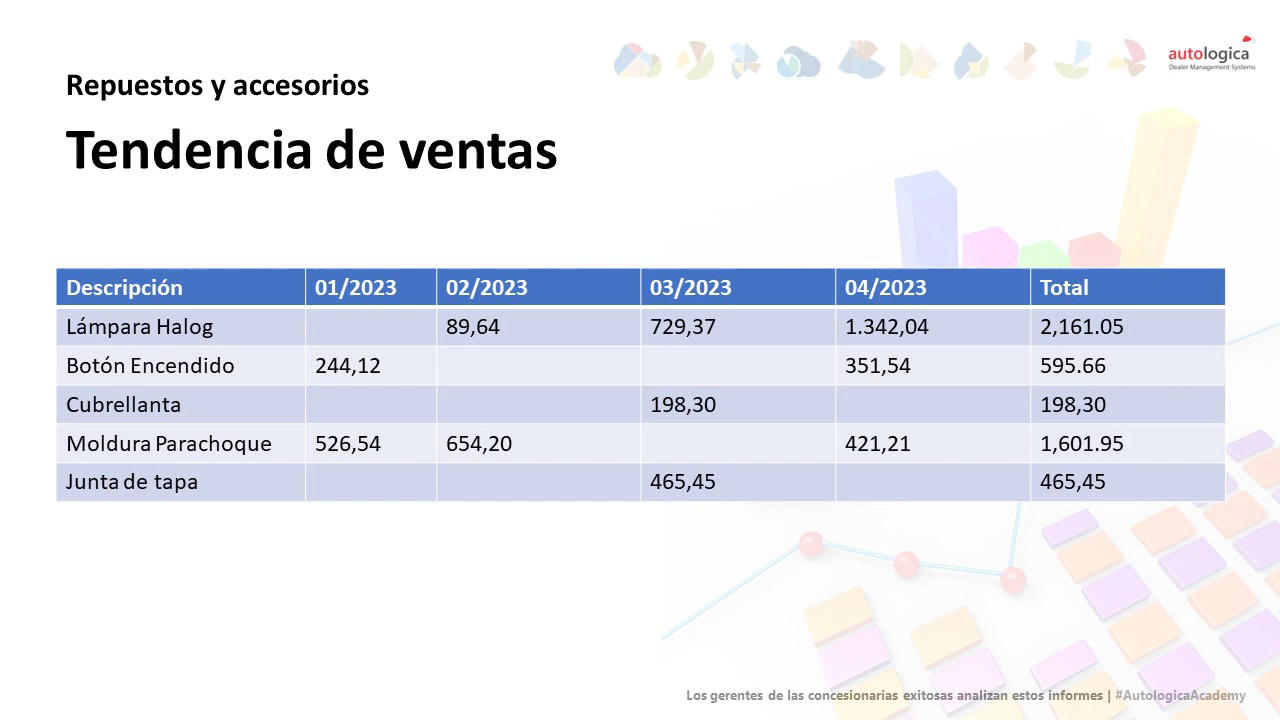 autologica
Dealer Management Systems
Repuestos y accesorios
Tendencia de ventas
Descripción 01/2023 02/2023 03/2023 04/2023 Total
Lámpara Halog 89,64 729,37 1.342,04 2,161.05
Botón Encendido 244,12 351,54 595.66
Cubrellanta 198,30 198,30
Moldura Parachoque 526,54 654,20 421,21 1,601.95
Junta de tapa 465,45 465,45
Los gerentes de las concesionarias exitosas analizan estos informes | #AutologicaAcademy